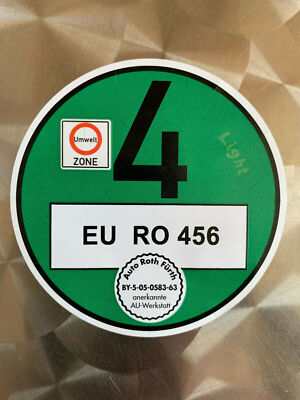 4
Umwelt
ZONE
Light
EU RO 456
Auto Roth Fürth
BY-5-05-0583-63
anerkannte
AU-Werkstatt